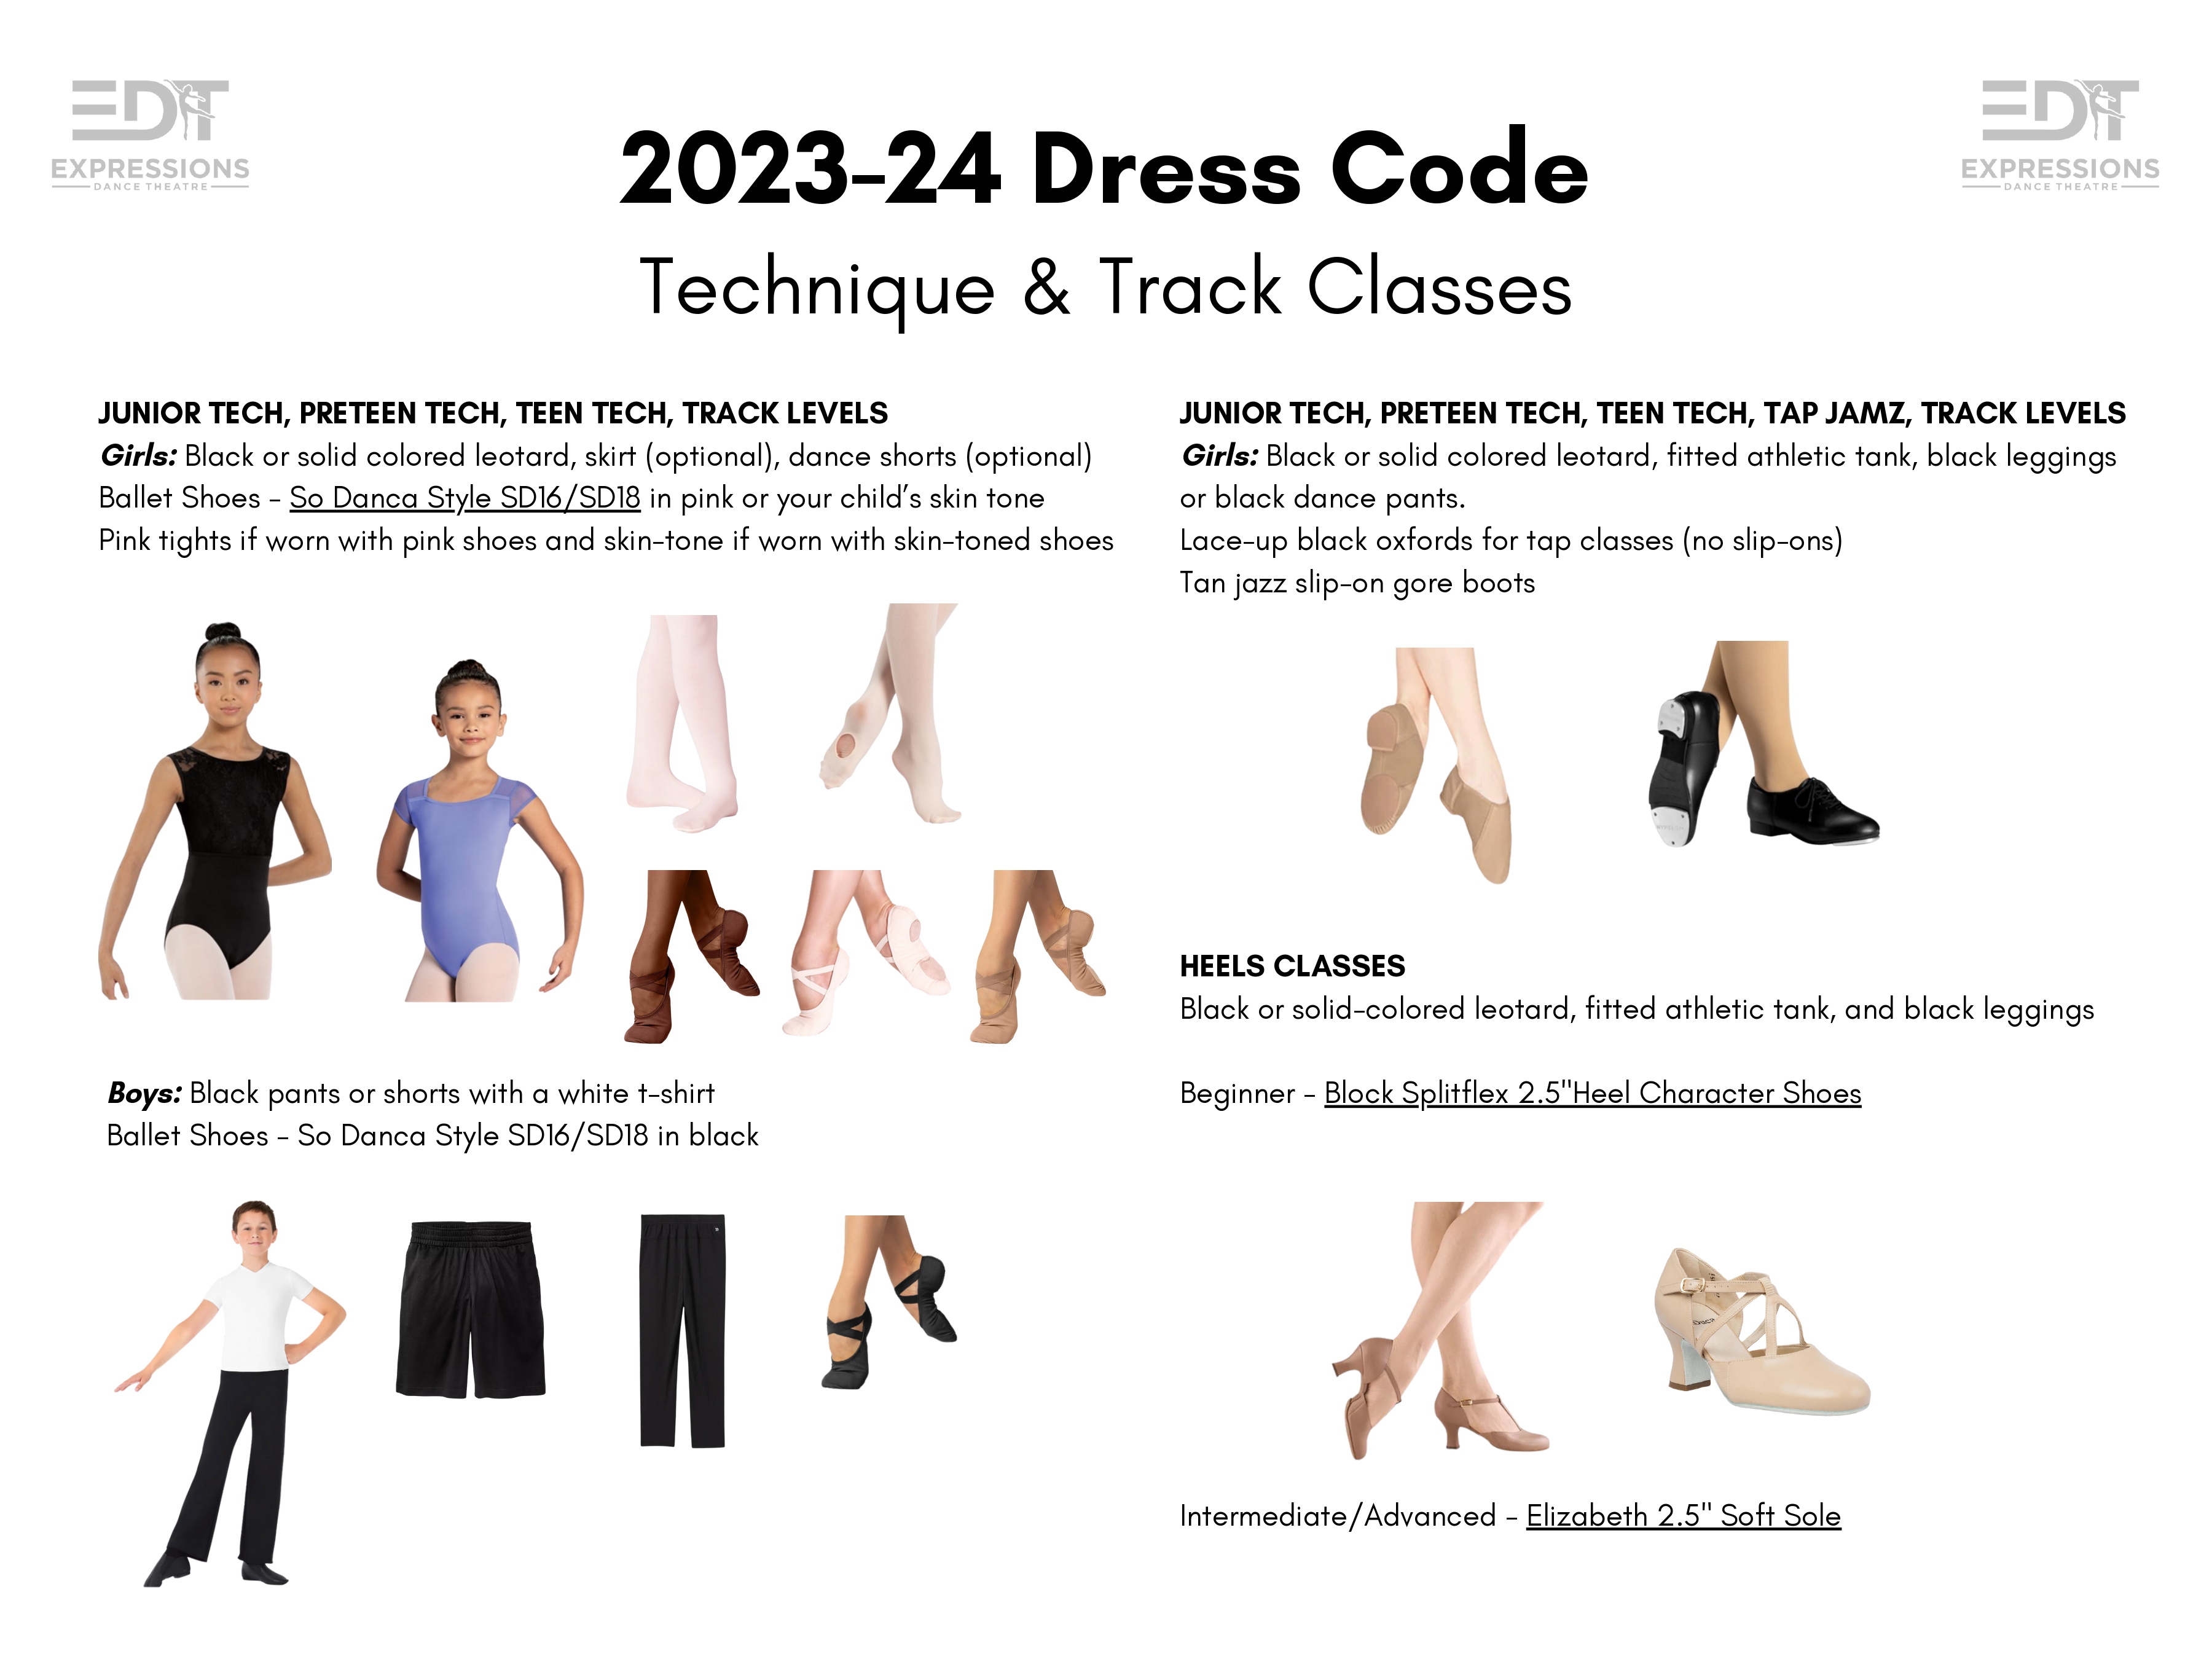 EDT
EXPRESSIONS
DANCE THEATRE
EDT
EXPRESSIONS
DANCE THEATRE
2023-24 Dress Code
Technique & Track Classes
JUNIOR TECH, PRETEEN TECH, TEEN TECH, TRACK LEVELS
Girls: Black or solid colored leotard, skirt (optional), dance shorts (optional)
Ballet Shoes - So Danca Style SD16/SD18 in pink or your child's skin tone
Pink tights if worn with pink shoes and skin-tone if worn with skin-toned shoes
Boys: Black pants or shorts with a white t-shirt
Ballet Shoes - So Danca Style SD16/SD18 in black
JUNIOR TECH, PRETEEN TECH, TEEN TECH, TAP JAMZ, TRACK LEVELS
Girls: Black or solid colored leotard, fitted athletic tank, black leggings
or black dance pants.
Lace-up black oxfords for tap classes (no slip-ons)
Tan jazz slip-on gore boots
HEELS CLASSES
Black or solid-colored leotard, fitted athletic tank, and black leggings
Beginner - Block Splitflex 2.5"Heel Character Shoes
Intermediate/Advanced - Elizabeth 2.5" Soft Sole